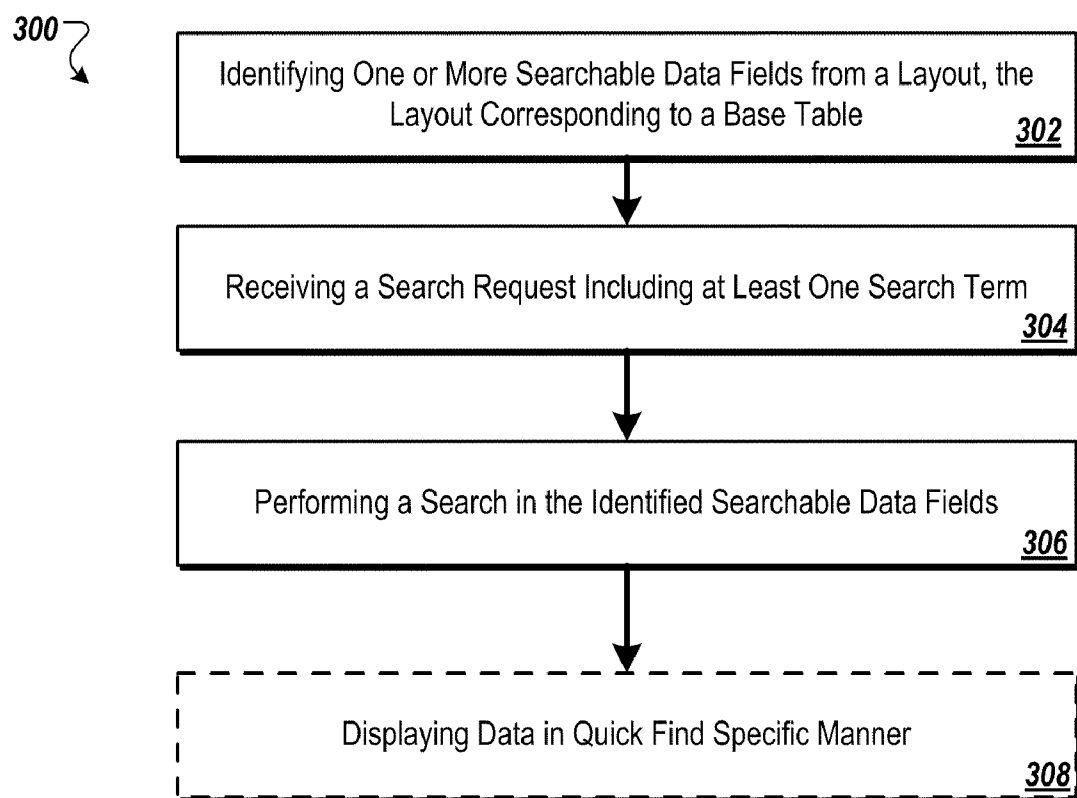 300
Identifying One or More Searchable Data Fields from a Layout, the
Layout Corresponding to a Base Table
302
Receiving a Search Request Including at Least One Search Term
304
Performing a Search in the Identified Searchable Data Fields
306
Displaying Data in Quick Find Specific Manner
308